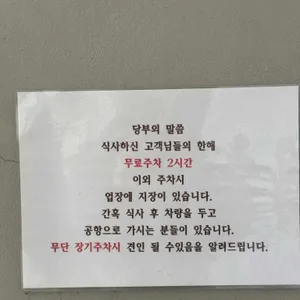 당부의 말씀
식사하신 고객님들의 한해
무료주차 2시간
이외 주차시
업장에 지장이 있습니다.
간혹 식사 후 차량을 두고
공항으로 가시는 분들이 있습니다.
무단 장기주차시 견인 될 수있음을 알려드립니다.